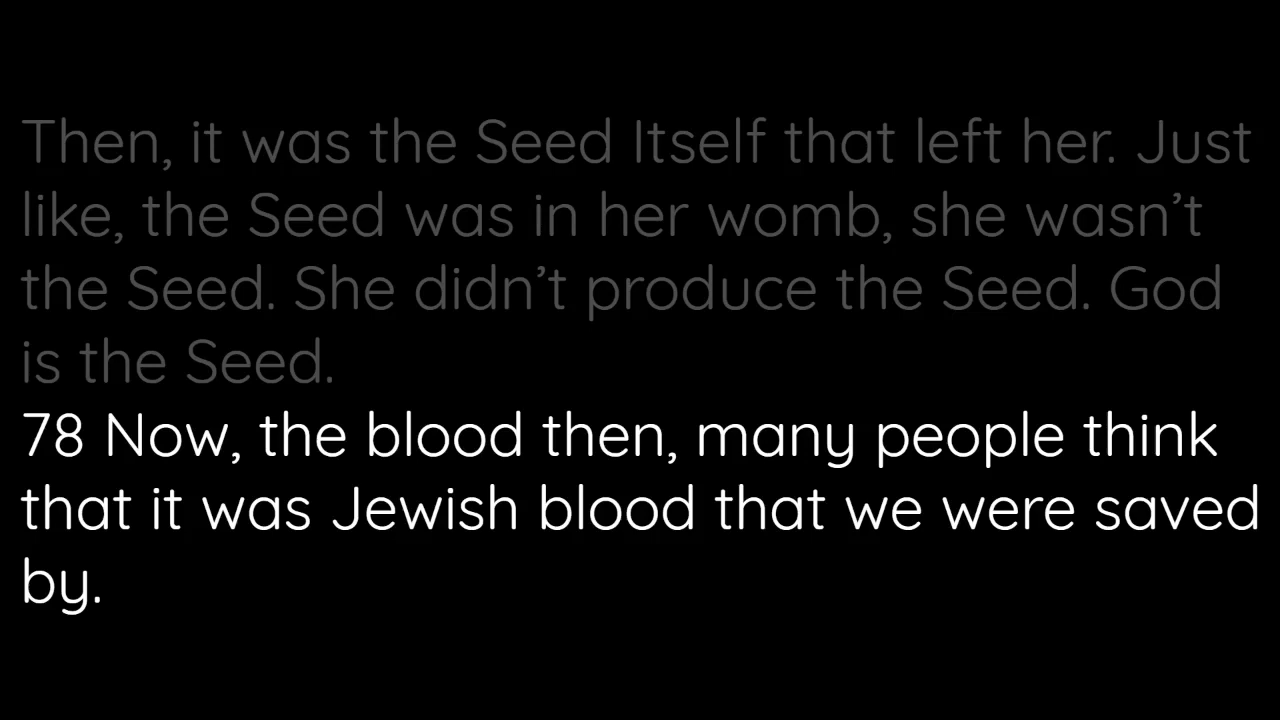 Then, it was the Seed Itself that left her. Just
like, the Seed was in her womb, she wasn’t
the Seed. She didn’t produce the Seed. God
is the Seed.
78 Now, the blood then, many people think
that it was Jewish blood that we were saved
by.